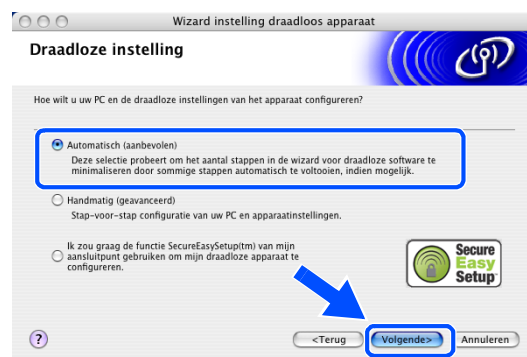 Wizard instelling draadloos apparaat
Draadloze instelling
Hoe wilt u uw PC en de draadloze instellingen van het apparaat configureren?
Automatisch (aanbevolen)
Deze selectie probeert om het aantal stappen in de wizard voor draadloze software te
minimaliseren door sommige stappen automatisch te voltooien, indien mogelijk.
Handmatig (geavanceerd)
Stap-voor-stap configuratie van uw PC en apparaatinstellingen.
Ik zou graag de functie SecureEasySetup(tm) van mijn
aansluitpunt gebruiken om mijn draadloze apparaat te
configureren.
Secure
Easy
Setup
?
<Terug
Volgende>
Annuleren